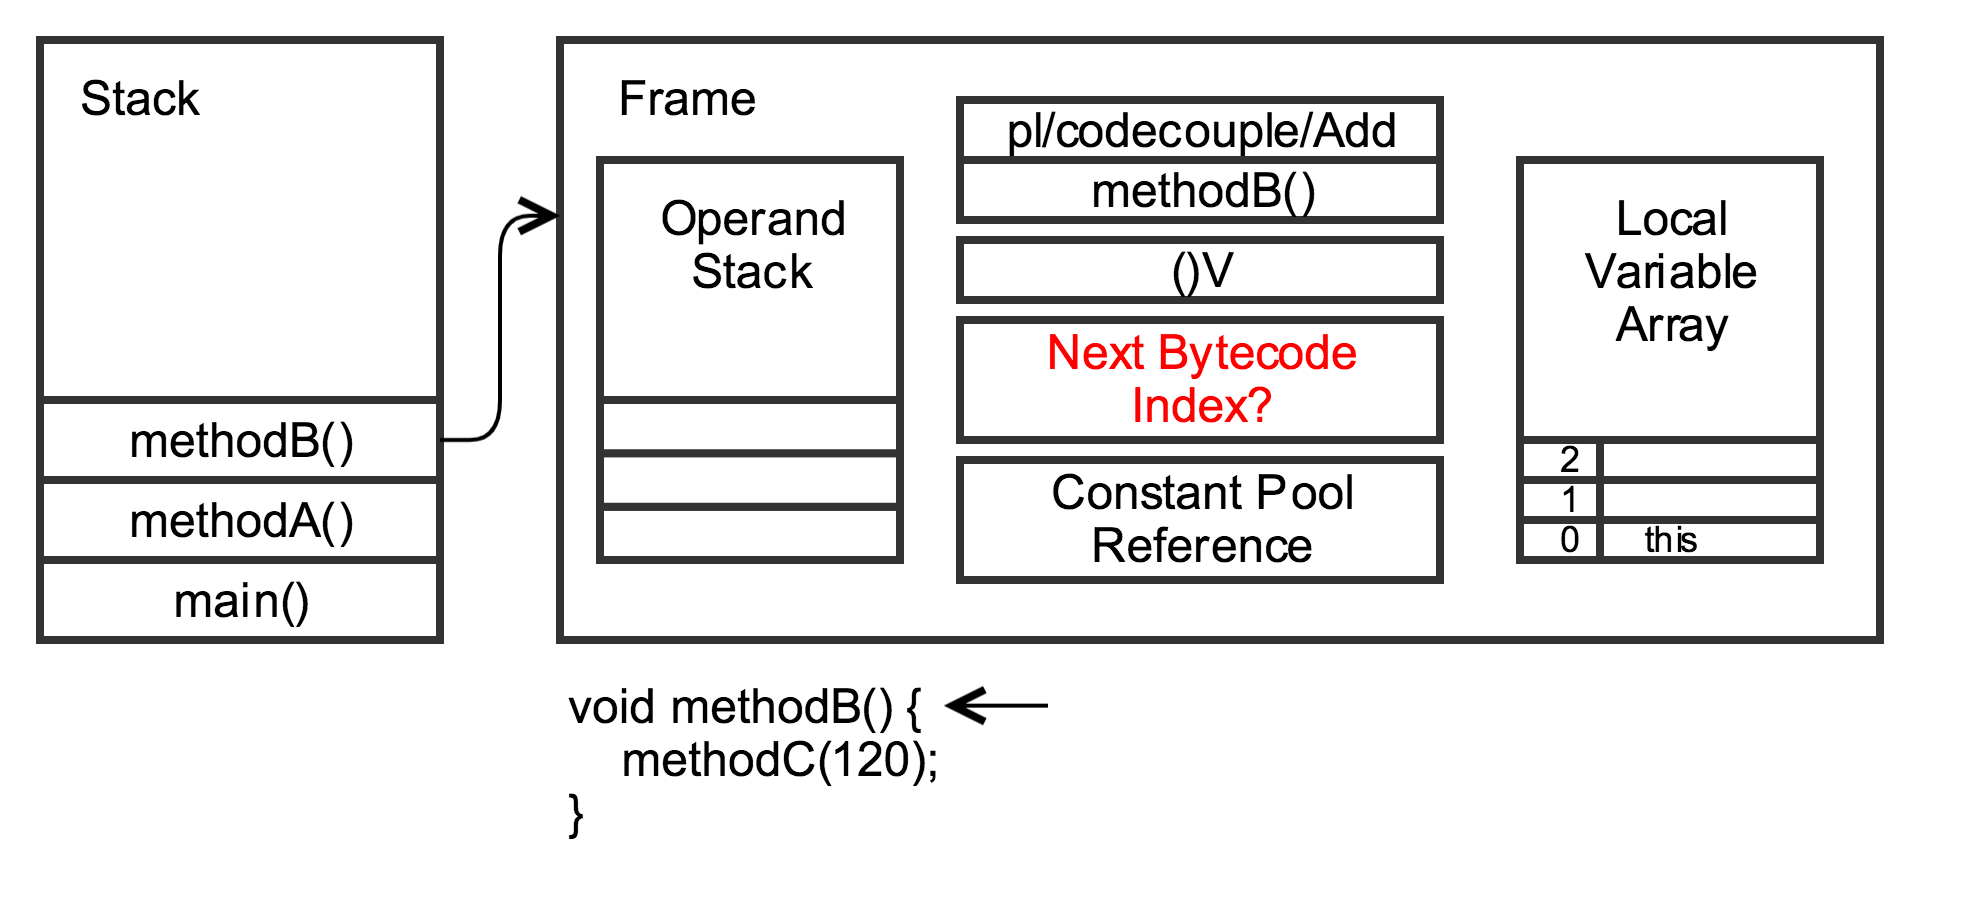 Stack
methodB()
methodA()
main()
Frame
Operand
Stack
pl/codecouple/Add
methodB()
()V
Next Bytecode
Index?
Constant Pool
Reference
Local
Variable
Array
2
1
0 this
void methodB() {
methodC(120);
}